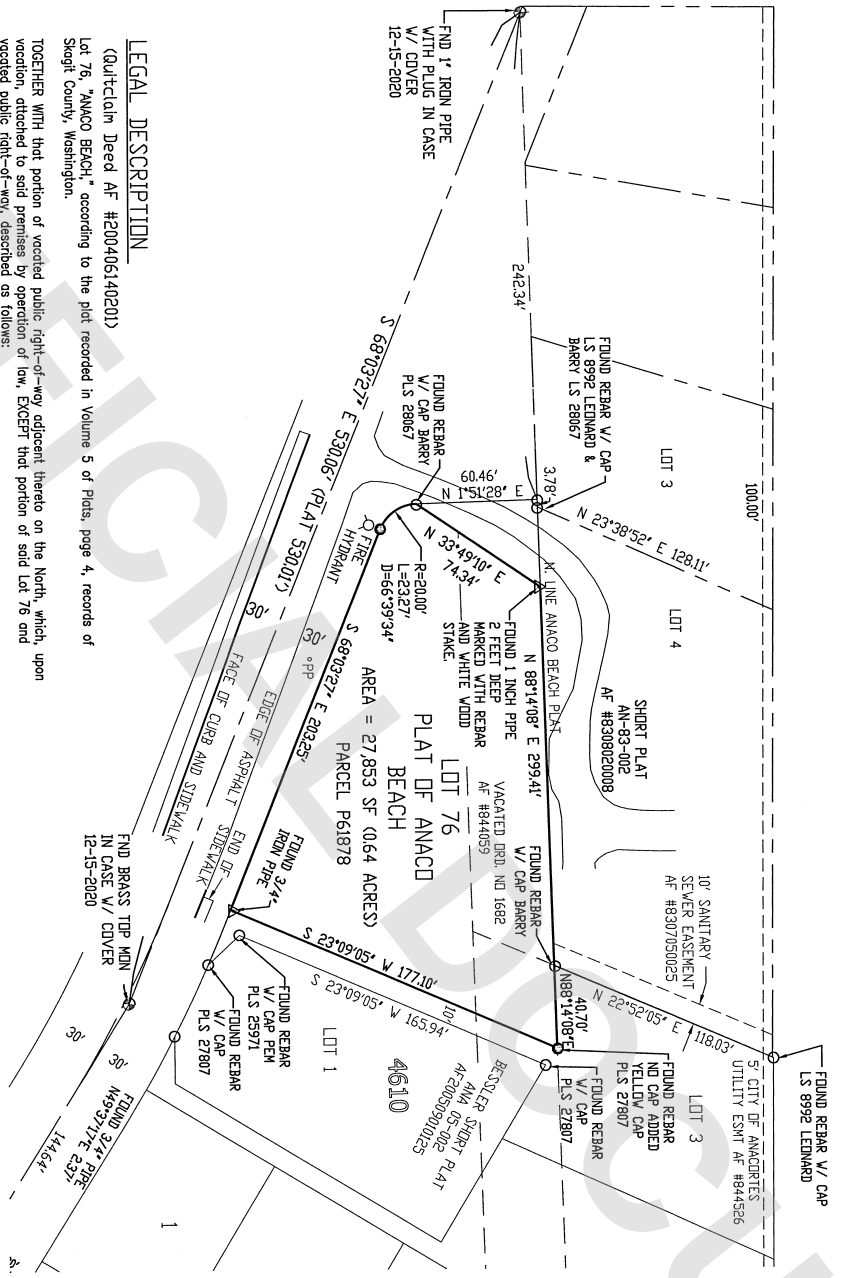 FOUND REBAR W/ CAP
LS 8992 LEONARD
100.00'
5' CITY OF ANACORTES
UTILITY ESMT AF #844526
LOT 3
LOT 4
LOT 3
N 23°38'52" E 128.11'
10' SANITARY
SEWER EASEMENT
AF #8307050025
N 22°52'05" E 118.03'
SHORT PLAT
AN-83-002
AF #8308020008
FOUND REBAR W/ CAP
LS 8992 LEONARD &
BARRY LS 28067
242.34'
3.78'
N. LINE ANACO BEACH PLAT
N 88°14'08" E 299.41'
40.70'
N88°14'08"E
FOUND REBAR
W/ CAP BARRY
FOUND REBAR
NO CAP ADDED
YELLOW CAP
PLS 27807
FOUND REBAR
W/ CAP
PLS 27807
60.46'
N 1°51'28" E
FOUND REBAR
W/ CAP BARRY
PLS 28067
N 33°49'10" E
74.34'
FOUND 1 INCH PIPE
2 FEET DEEP
MARKED WITH REBAR
AND WHITE WOOD
STAKE.
VACATED ORD. NO 1682
AF #844059
R=20.00'
L=23.27'
D=66°39'34"
LOT 76
PLAT OF ANACO
BEACH
AREA = 27,853 SF (0.64 ACRES)
PARCEL P61878
FIRE
HYDRANT
S 68°03'27" E 203.25'
30'
PP
30'
EDGE OF ASPHALT
END OF
SIDEWALK
FACE OF CURB AND SIDEWALK
S 68°03'27" E 530.06' (PLAT 530.01')
FOUND 3/4"
IRON PIPE
S 23°09'05" W 177.10'
S 23°09'05" W 165.94'
10'
LOT 1
4610
BESSLER SHORT PLAT
ANA 05-002
AF200509010125
FOUND REBAR
W/ CAP PEM
PLS 25971
FOUND REBAR
W/ CAP
PLS 27807
FND BRASS TOP MON
IN CASE W/ COVER
12-15-2020
30'
30'
FOUND 3/4" PIPE
N49°37'17"E 2.37'
144.64'
1
FND 1" IRON PIPE
WITH PLUG IN CASE
W/ COVER
12-15-2020
LEGAL DESCRIPTION
(Quitclaim Deed AF #200406140201)
Lot 76, "ANACO BEACH," according to the plat recorded in Volume 5 of Plats, page 4, records of
Skagit County, Washington.
TOGETHER WITH that portion of vacated public right-of-way adjacent thereto on the North, which, upon
vacation, attached to said premises by operation of law, EXCEPT that portion of said Lot 76 and
vacated public right-of-way, described as follows: